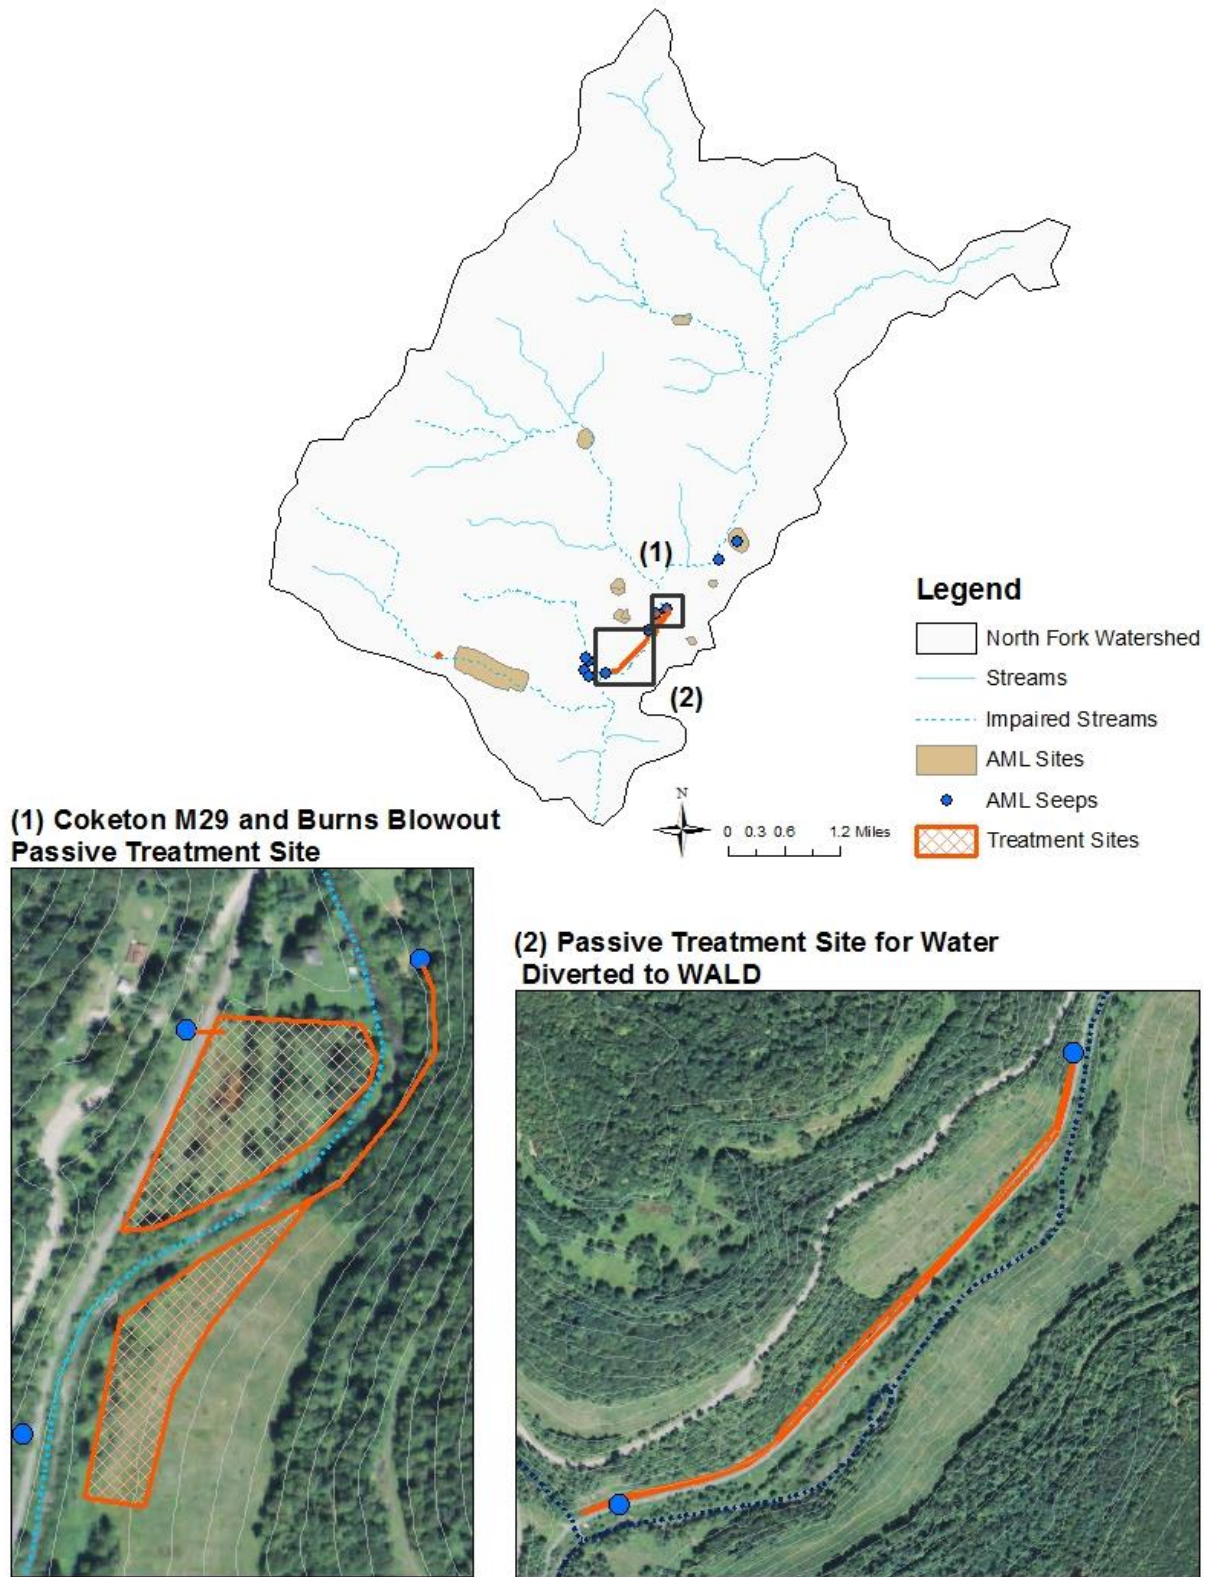 (1)
(2)
Legend
North Fork Watershed
Streams
Impaired Streams
AML Sites
AML Seeps
Treatment Sites
N
0 0.3 0.6 1.2 Miles
(1) Coketon M29 and Burns Blowout
Passive Treatment Site
(2) Passive Treatment Site for Water
Diverted to WALD